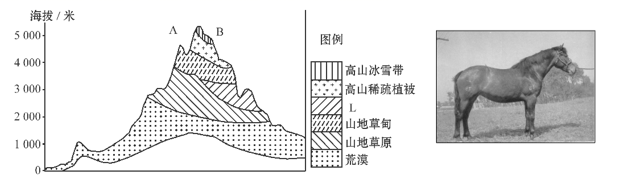 海拔/米
A
B
5 000
4 000
3 000
2 000
1 000
0
图例
高山冰雪带
高山稀疏植被
L
山地草甸
山地草原
荒漠